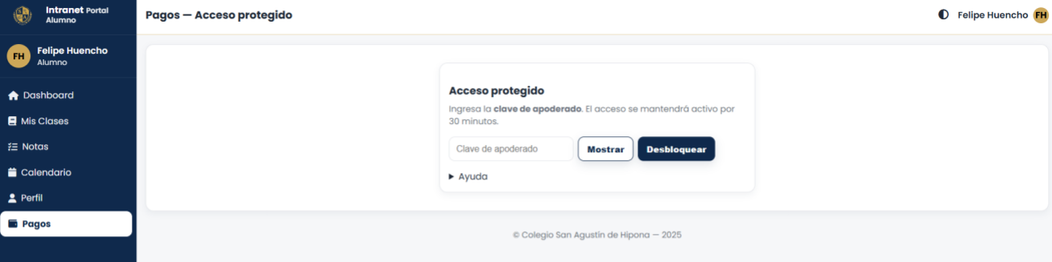 Intranet Portal
Alumno
FH
Felipe Huencho
Alumno
Dashboard
Mis Clases
Notas
Calendario
Perfil
Pagos
Pagos — Acceso protegido
Felipe Huencho FH
Acceso protegido
Ingresa la clave de apoderado. El acceso se mantendrá activo por
30 minutos.
Clave de apoderado Mostrar Desbloquear
Ayuda
© Colegio San Agustín de Hipona — 2025